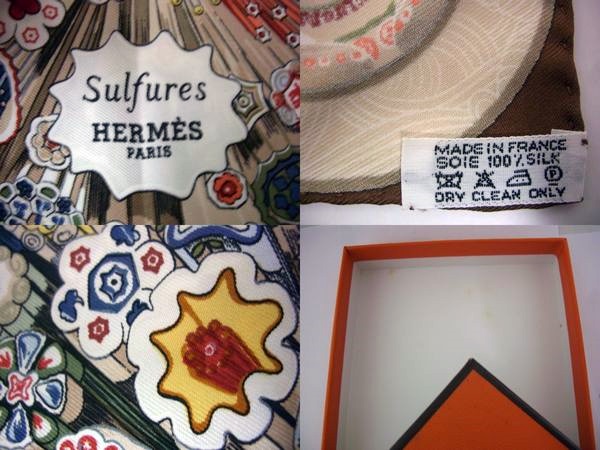 Sulfures
HERMÈS
PARIS
MADE IN FRANCE
SOIE 100% SILK
P
DRY CLEAN ONLY